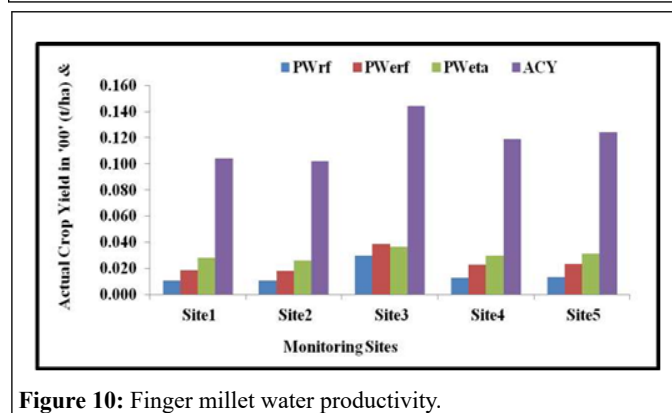 PWrf PWerf PWeta ACY
Actual Crop Yield in '00' (t/ha) &
0.160
0.140
0.120
0.100
0.080
0.060
0.040
0.020
0.000
Site1 Site2 Site3 Site4 Site5
Monitoring Sites
Figure 10: Finger millet water productivity.